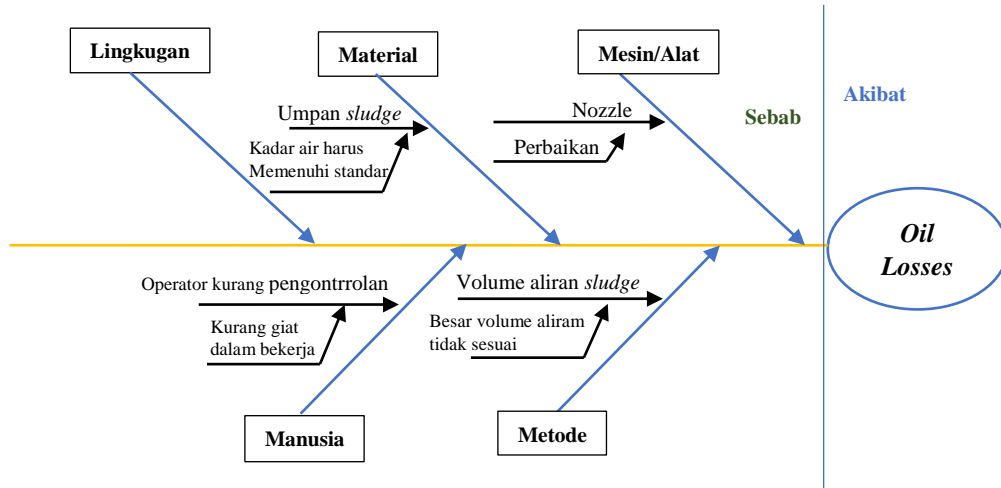 Lingkugan
Material
Mesin/Alat
Sebab
Akibat
Umpan sludge
Kadar air harus
Memenuhi standar
Nozzle
Perbaikan
Oil
Losses
Operator kurang pengontrrolan
Kurang giat
dalam bekerja
Volume aliran sludge
Besar volume aliram
tidak sesuai
Manusia
Metode